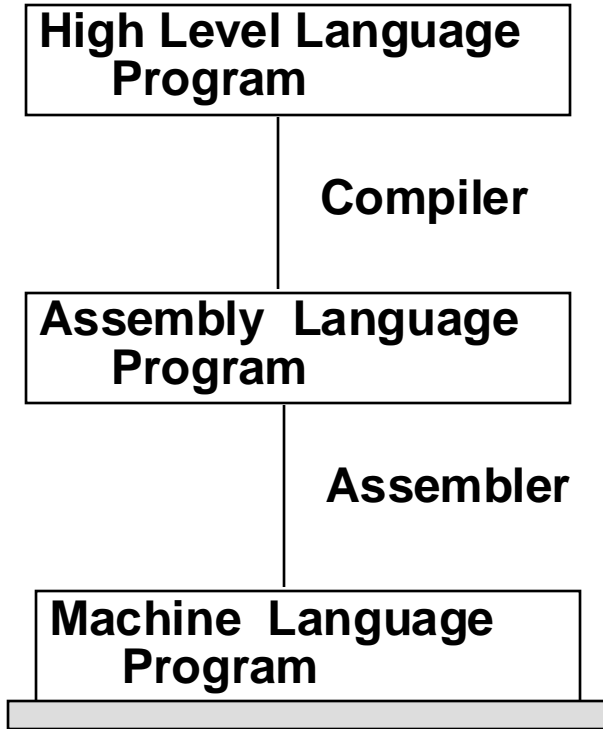 High Level Language
Program
Compiler
Assembly Language
Program
Assembler
Machine Language
Program